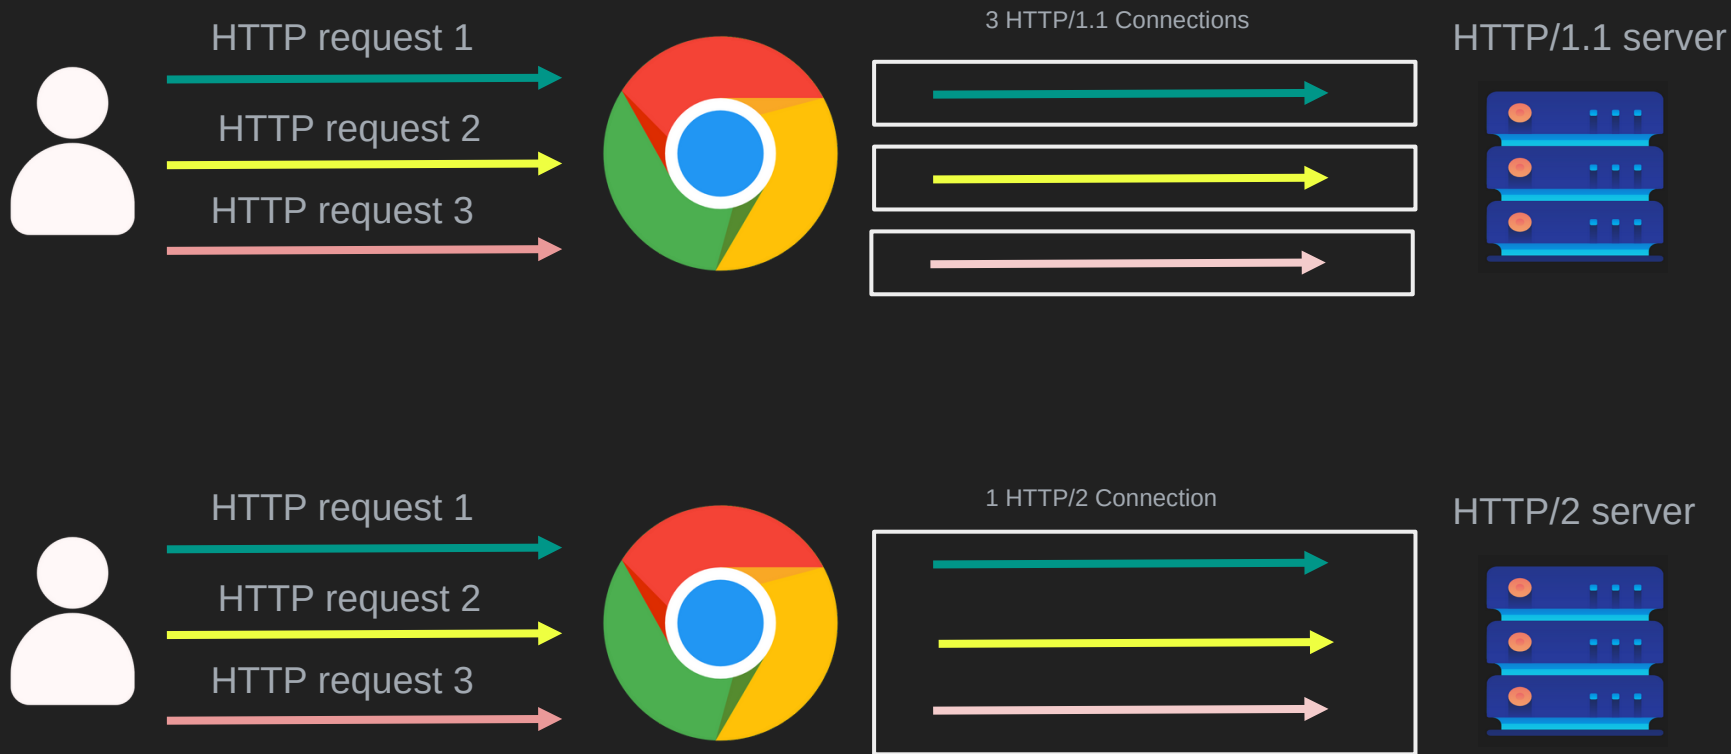 HTTP request 1
3 HTTP/1.1 Connections
HTTP/1.1 server
HTTP request 2
HTTP request 3
HTTP request 1
1 HTTP/2 Connection
HTTP/2 server
HTTP request 2
HTTP request 3